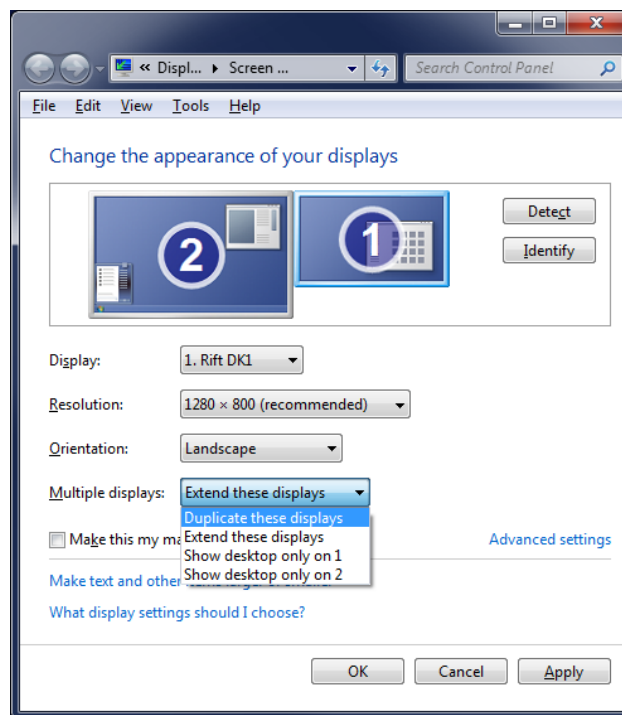 « Displ... ▸ Screen ... Search Control Panel
File Edit View Tools Help
Change the appearance of your displays
2 1
Detect
Identify
Display: 1. Rift DK1
Resolution: 1280 × 800 (recommended)
Orientation: Landscape
Multiple displays: Extend these displays
Duplicate these displays
Extend these displays
Show desktop only on 1
Show desktop only on 2
Make this my ma
Advanced settings
Make text and othe
What display settings should I choose?
OK Cancel Apply